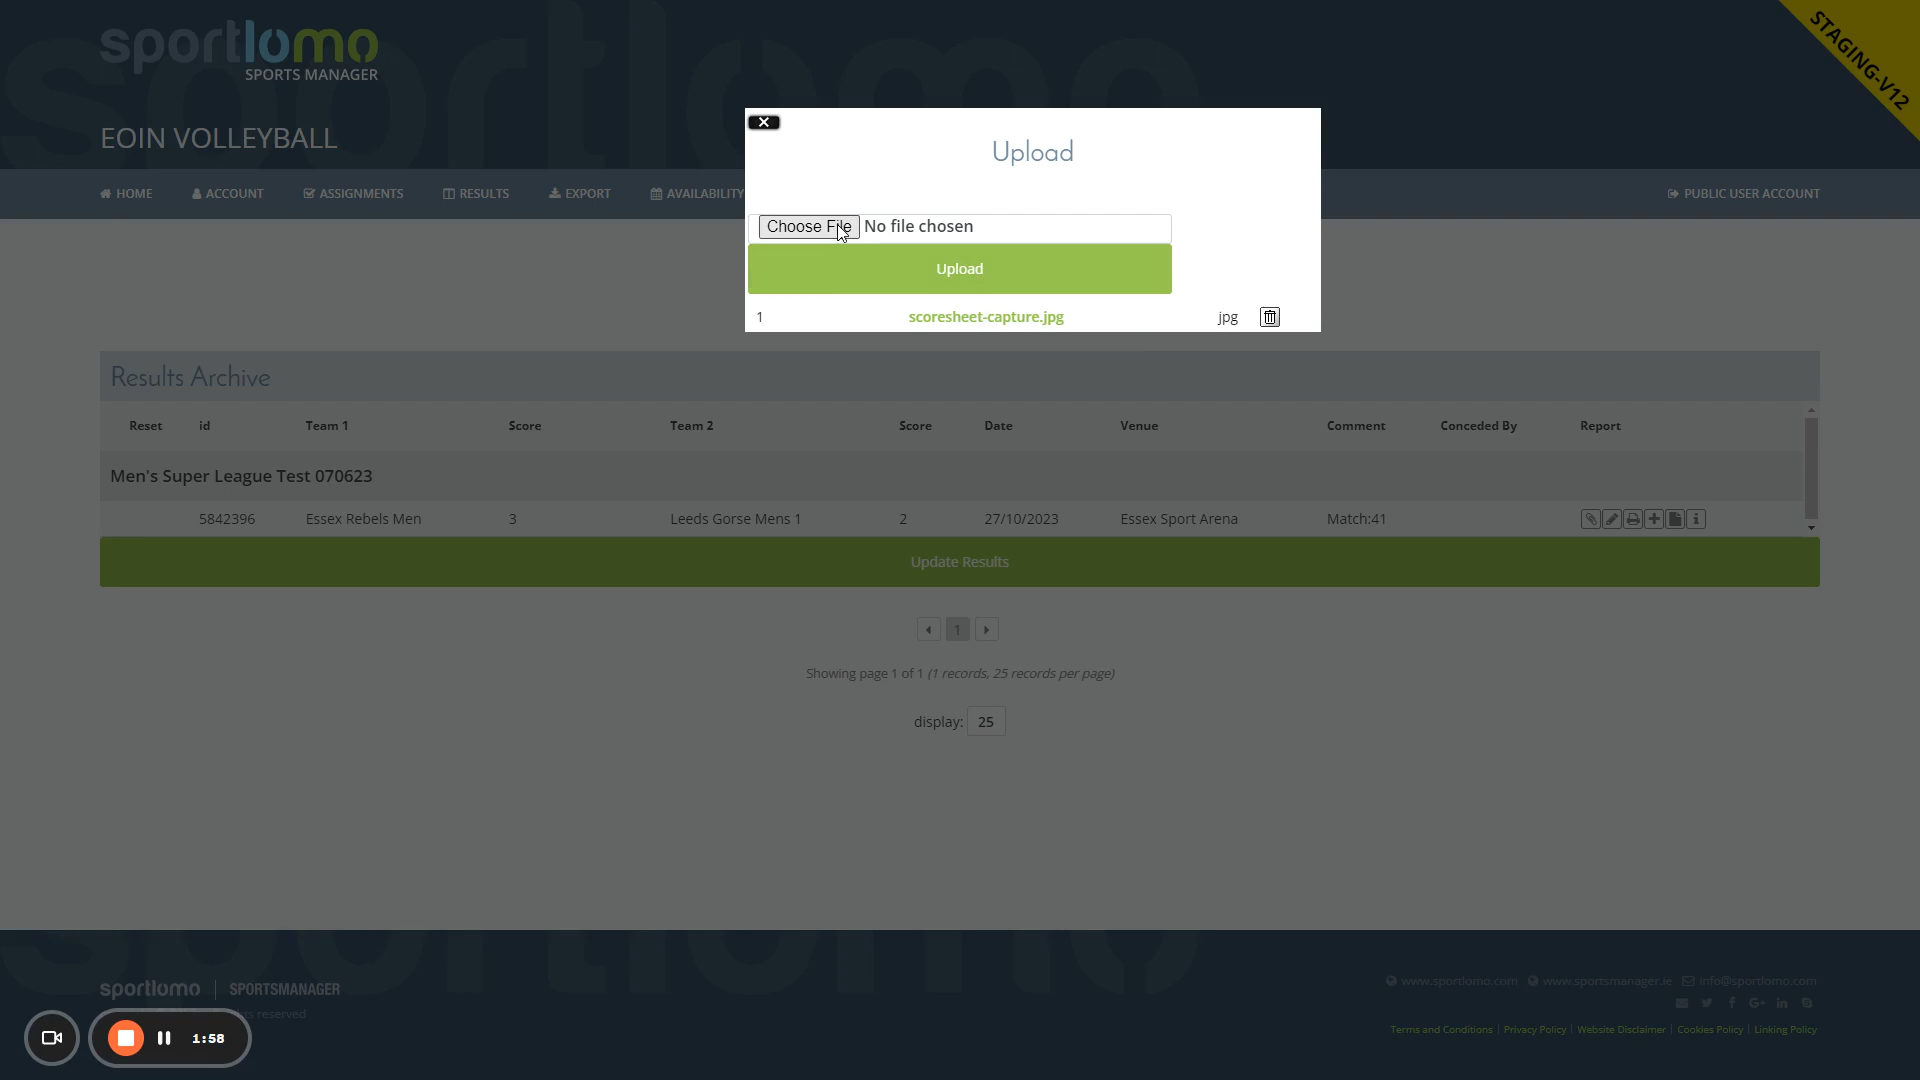 sportlomo
SPORTS MANAGER
STAGING-V12
EOIN VOLLEYBALL
HOME ACCOUNT ASSIGNMENTS RESULTS EXPORT AVAILABILITY PUBLIC USER ACCOUNT
Upload
Choose File No file chosen
Upload
1 scoresheet-capture.jpg jpg
Results Archive
Reset id Team 1 Score Team 2 Score Date Venue Comment Conceded By Report
Men's Super League Test 070623
5842396 Essex Rebels Men 3 Leeds Gorse Mens 1 2 27/10/2023 Essex Sport Arena Match:41
Update Results
1
Showing page 1 of 1 (1 records, 25 records per page)
display: 25
sportlomo | SPORTSMANAGER
www.sportlomo.com www.sportsmanager.ie info@sportlomo.com
reserved
Terms and Conditions | Privacy Policy | Website Disclaimer | Cookies Policy | Linking Policy
1:58